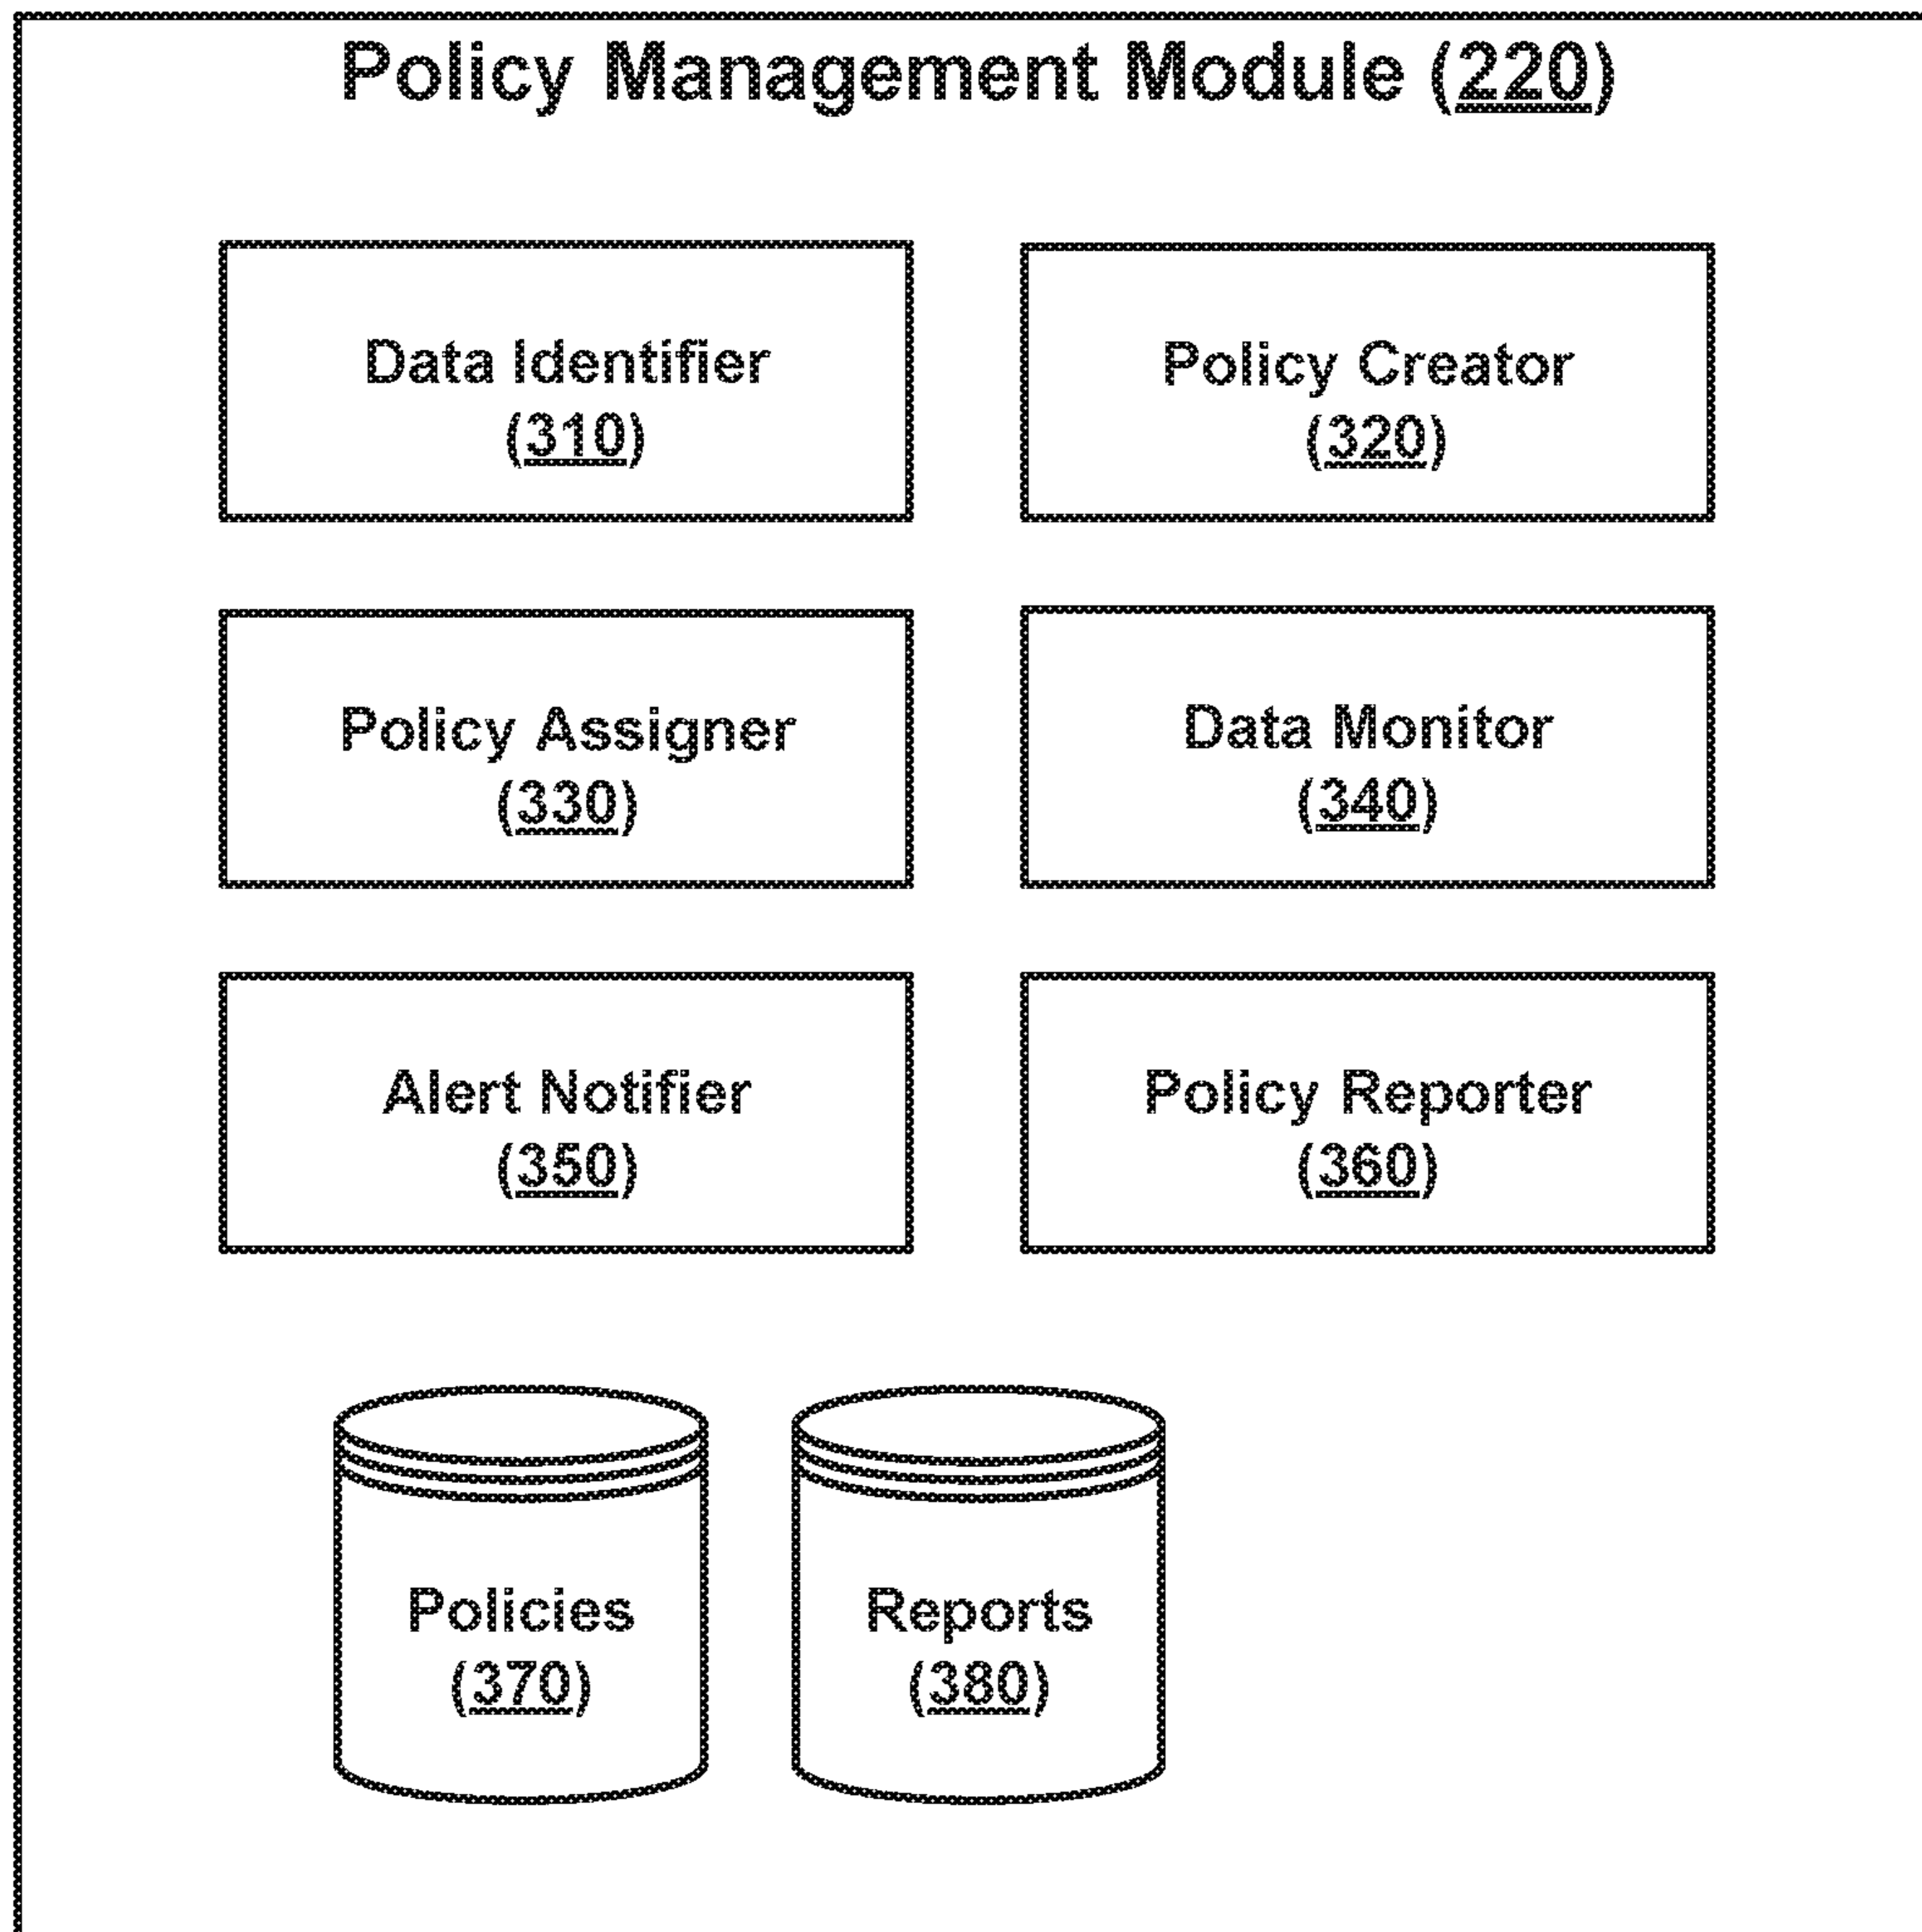 Policy Management Module (220)
Data Identifier
(310)
Policy Creator
(320)
Policy Assigner
(330)
Data Monitor
(340)
Alert Notifier
(350)
Policy Reporter
(360)
Policies
(370)
Reports
(380)